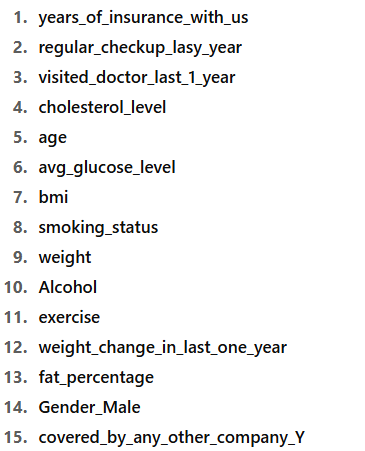 1. years_of_insurance_with_us
2. regular_checkup_lasy_year
3. visited_doctor_last_1_year
4. cholesterol_level
5. age
6. avg_glucose_level
7. bmi
8. smoking_status
9. weight
10. Alcohol
11. exercise
12. weight_change_in_last_one_year
13. fat_percentage
14. Gender_Male
15. covered_by_any_other_company_Y